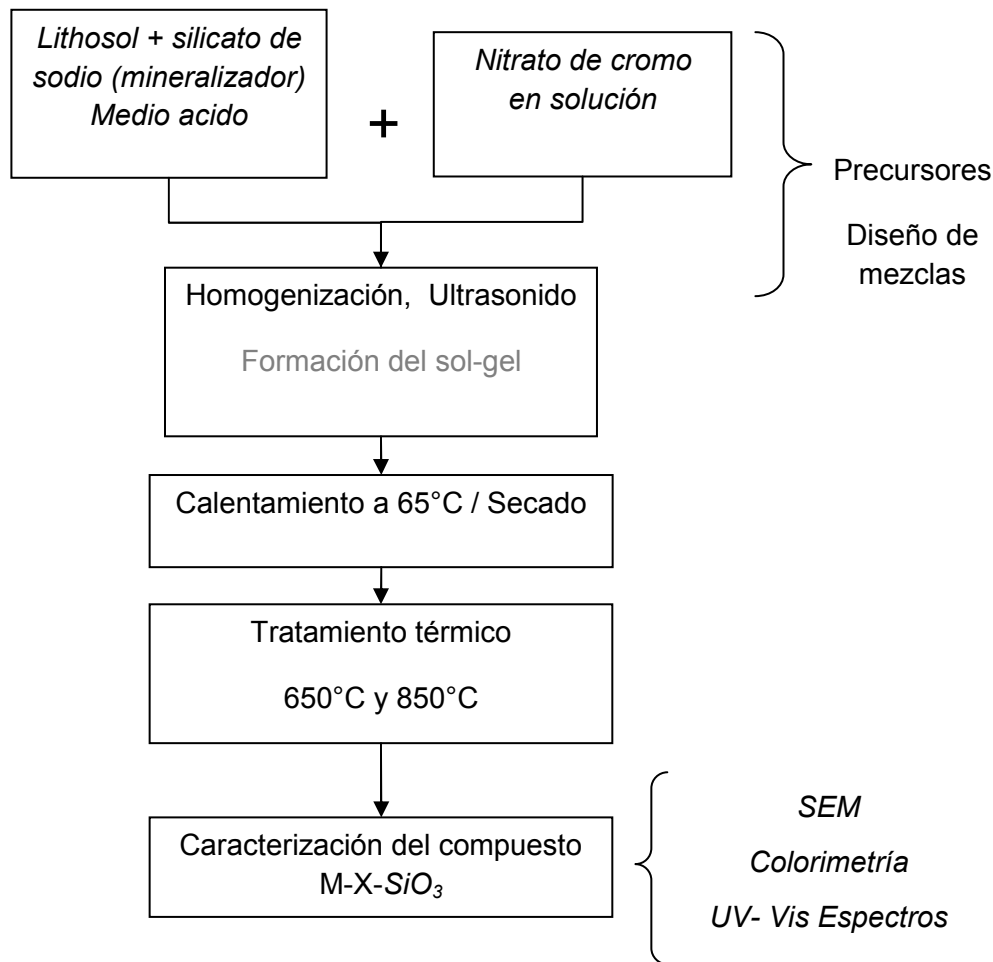 Lithosol + silicato de
sodio (mineralizador)
Medio acido
+
Nitrato de cromo
en solución
Precursores
Diseño de
mezclas
Homogenización, Ultrasonido
Formación del sol-gel
Calentamiento a 65°C / Secado
Tratamiento térmico
650°C y 850°C
Caracterización del compuesto
M-X-SiO₃
SEM
Colorimetría
UV- Vis Espectros